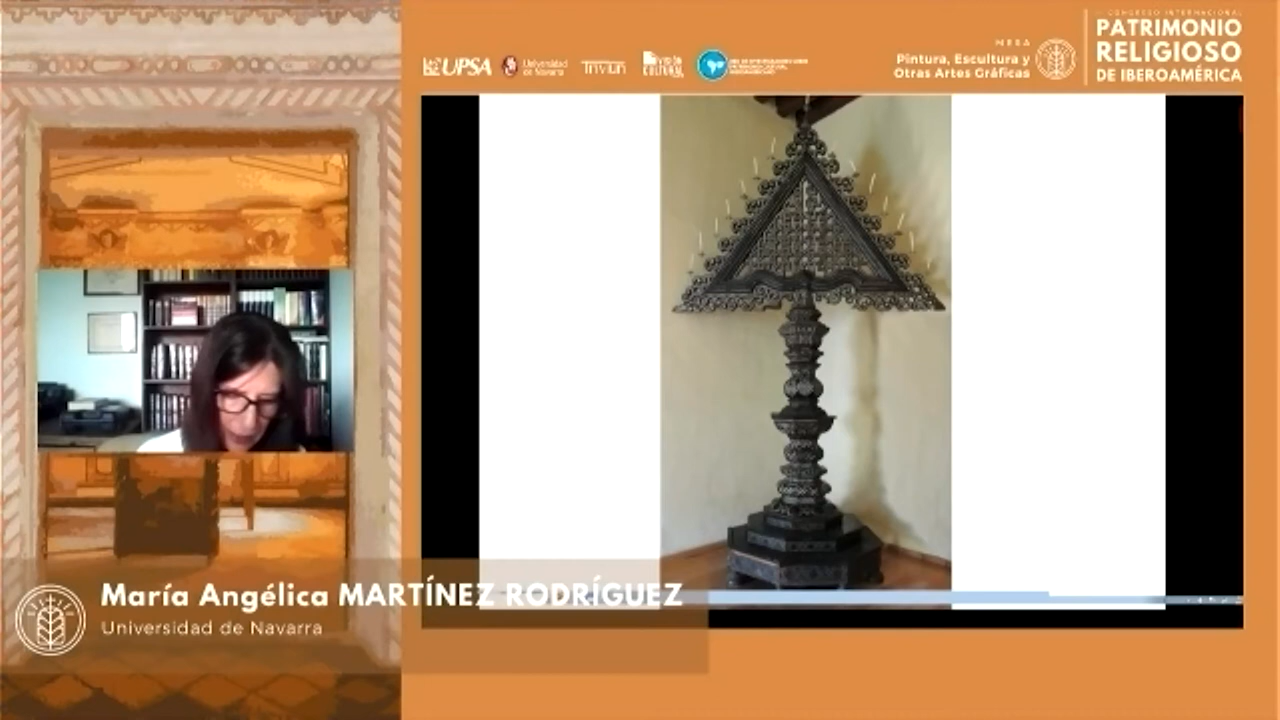 UPSA
Universidad
de Navarra
CULTURAL
MESA
Pintura, Escultura y
Otras Artes Gráficas
CONGRESO INTERNACIONAL
PATRIMONIO
RELIGIOSO
DE IBEROAMÉRICA
María Angélica MARTÍNEZ RODRÍGUEZ
Universidad de Navarra